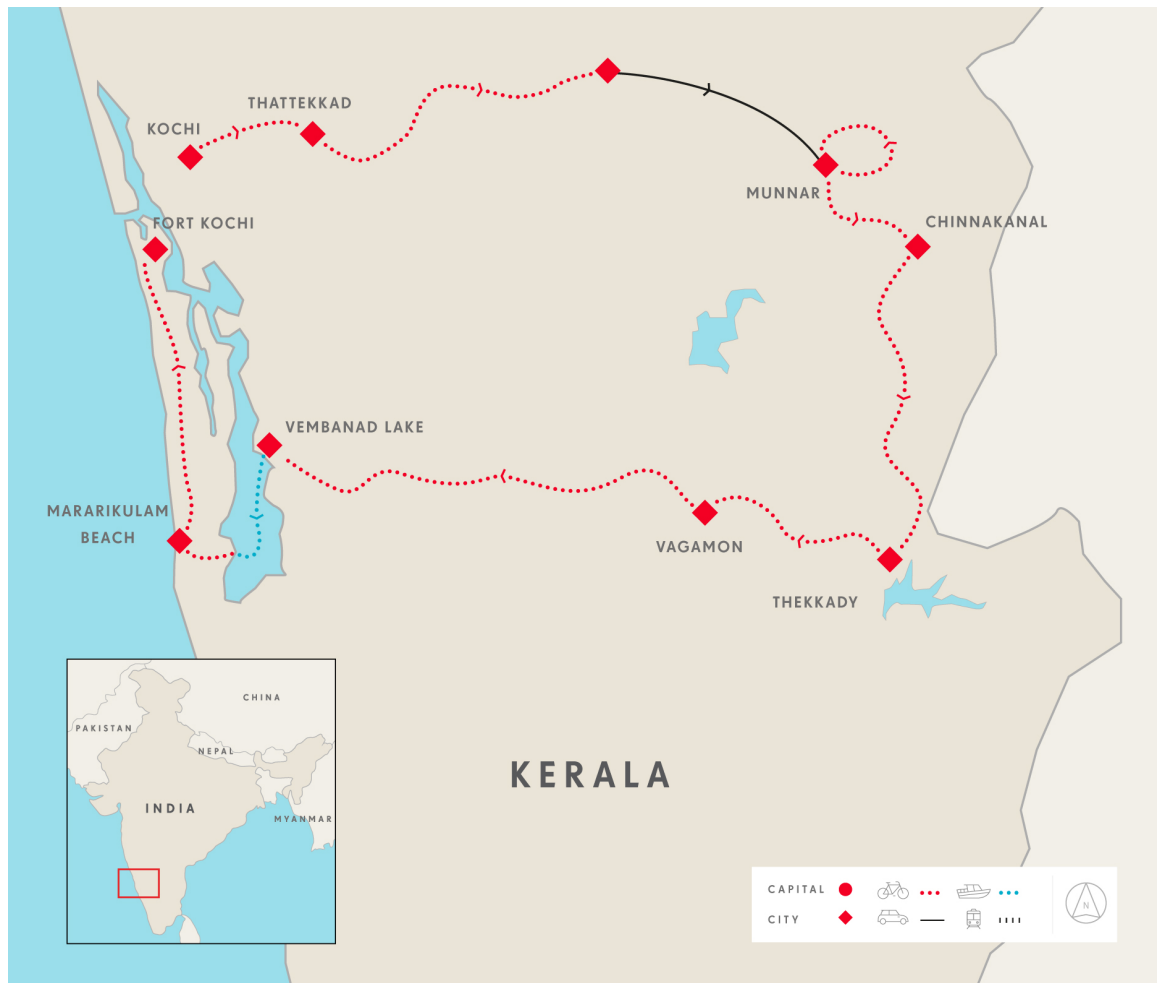 THATTEKKAD
KOCHI
MUNNAR
FORT KOCHI
CHINNAKANAL
VEMBANAD LAKE
MARARIKULAM
BEACH
VAGAMON
THEKKADY
KERALA
CHINA
PAKISTAN
NEPAL
INDIA
MYANMAR
CAPITAL
CITY
N